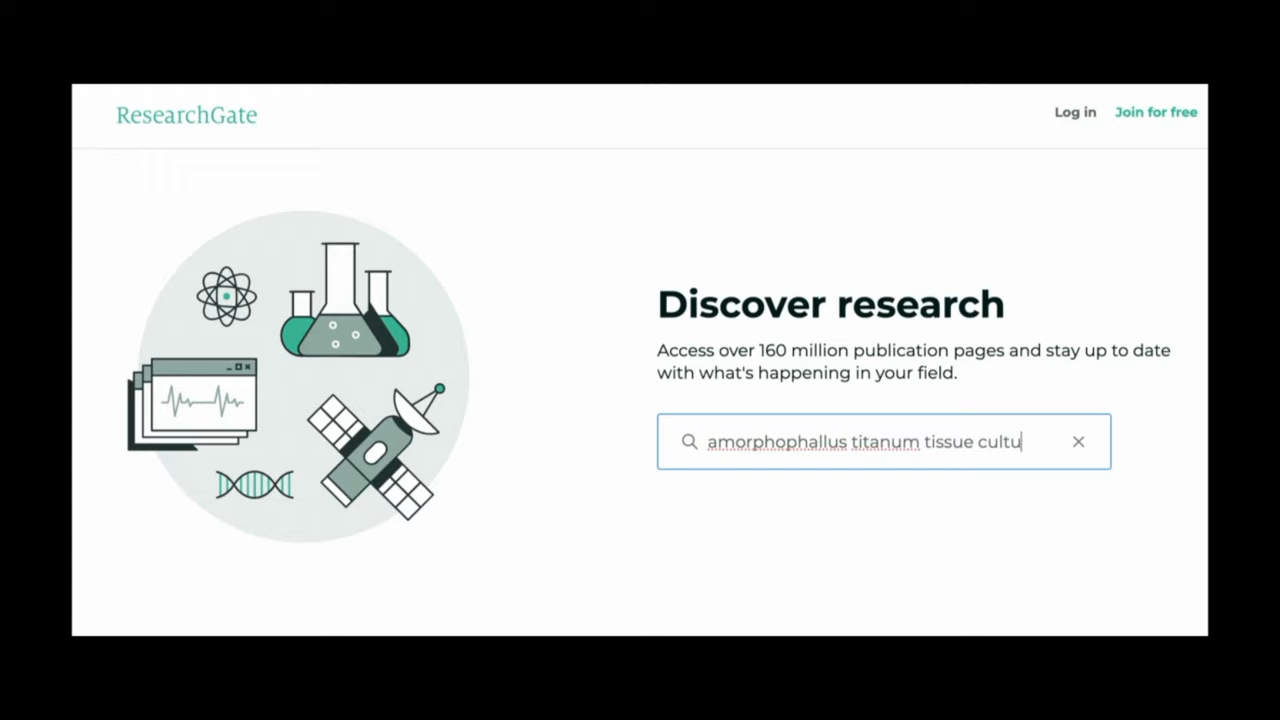 ResearchGate
Log in
Join for free
Discover research
Access over 160 million publication pages and stay up to date
with what's happening in your field.
amorphophallus titanum tissue cultu